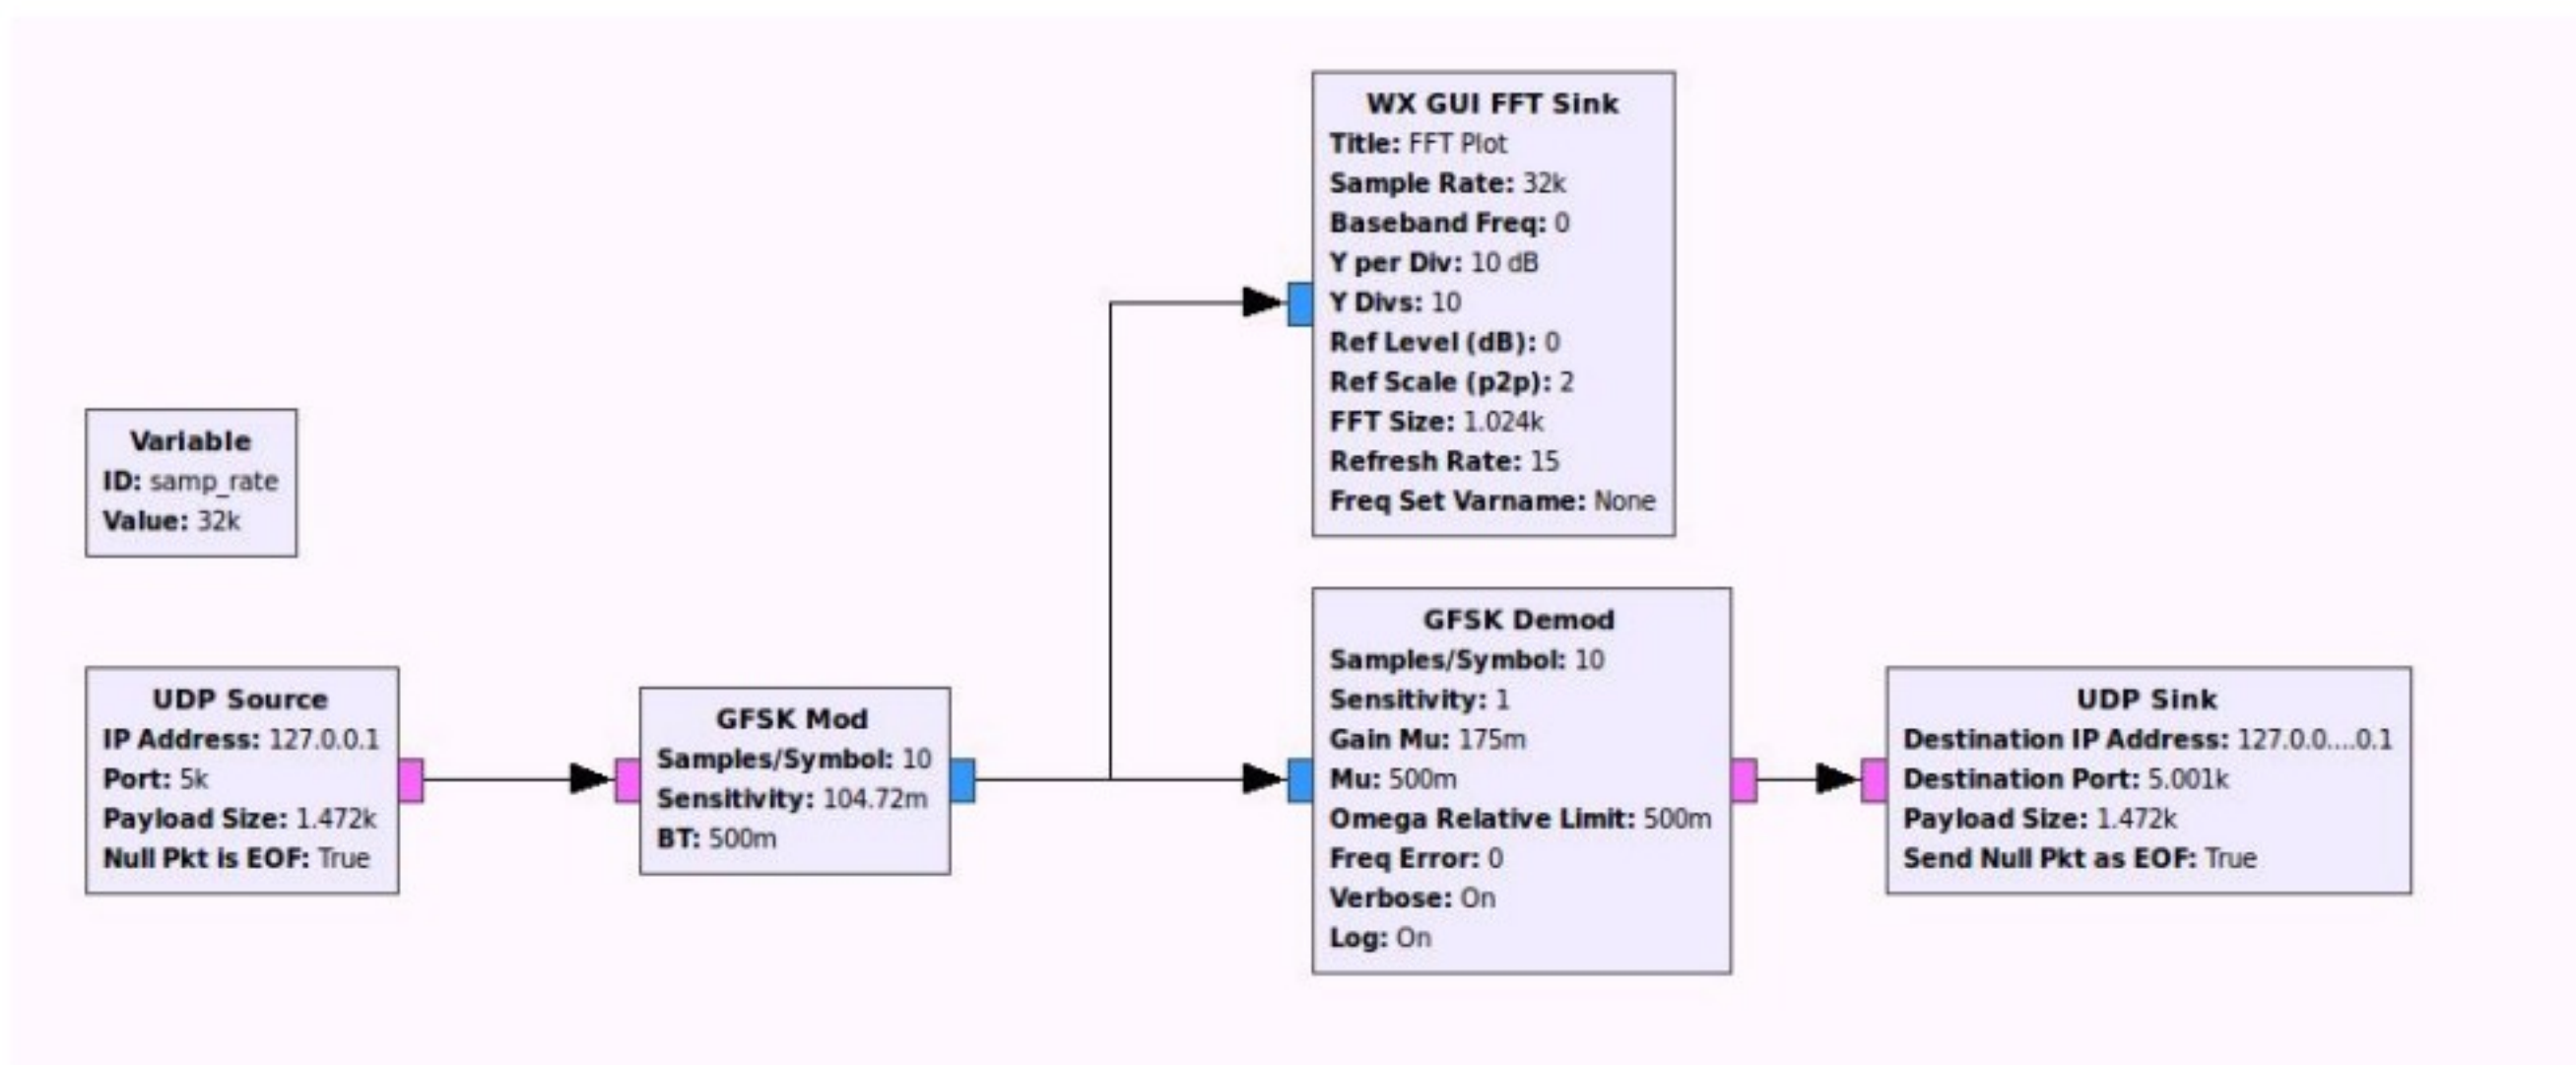 WX GUI FFT Sink
Title: FFT Plot
Sample Rate: 32k
Baseband Freq: 0
Y per Div: 10 dB
Y Divs: 10
Ref Level (dB): 0
Ref Scale (p2p): 2
FFT Size: 1.024k
Refresh Rate: 15
Freq Set Varname: None
Variable
ID: samp_rate
Value: 32k
UDP Source
IP Address: 127.0.0.1
Port: 5k
Payload Size: 1.472k
Null Pkt is EOF: True
GFSK Mod
Samples/Symbol: 10
Sensitivity: 104.72m
BT: 500m
GFSK Demod
Samples/Symbol: 10
Sensitivity: 1
Gain Mu: 175m
Mu: 500m
Omega Relative Limit: 500m
Freq Error: 0
Verbose: On
Log: On
UDP Sink
Destination IP Address: 127.0.0....0.1
Destination Port: 5.001k
Payload Size: 1.472k
Send Null Pkt as EOF: True